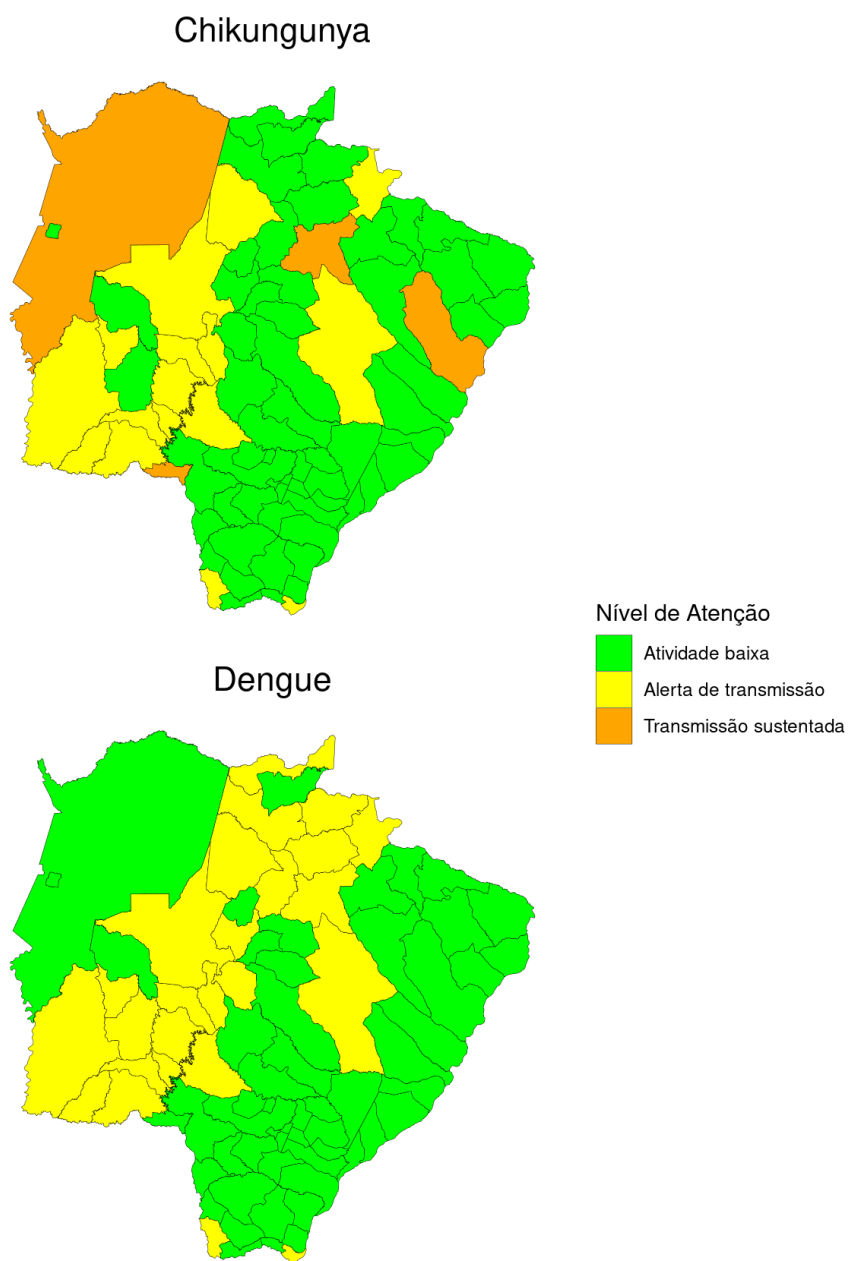 Chikungunya
Nível de Atenção
Atividade baixa
Alerta de transmissão
Transmissão sustentada
Dengue